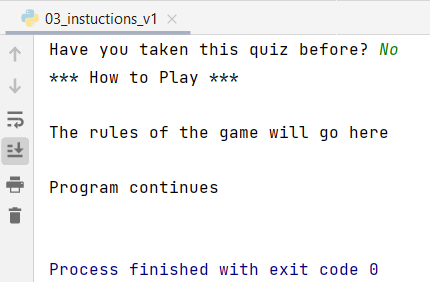 03_instuctions_v1
Have you taken this quiz before? No
*** How to Play ***
The rules of the game will go here
Program continues
Process finished with exit code 0